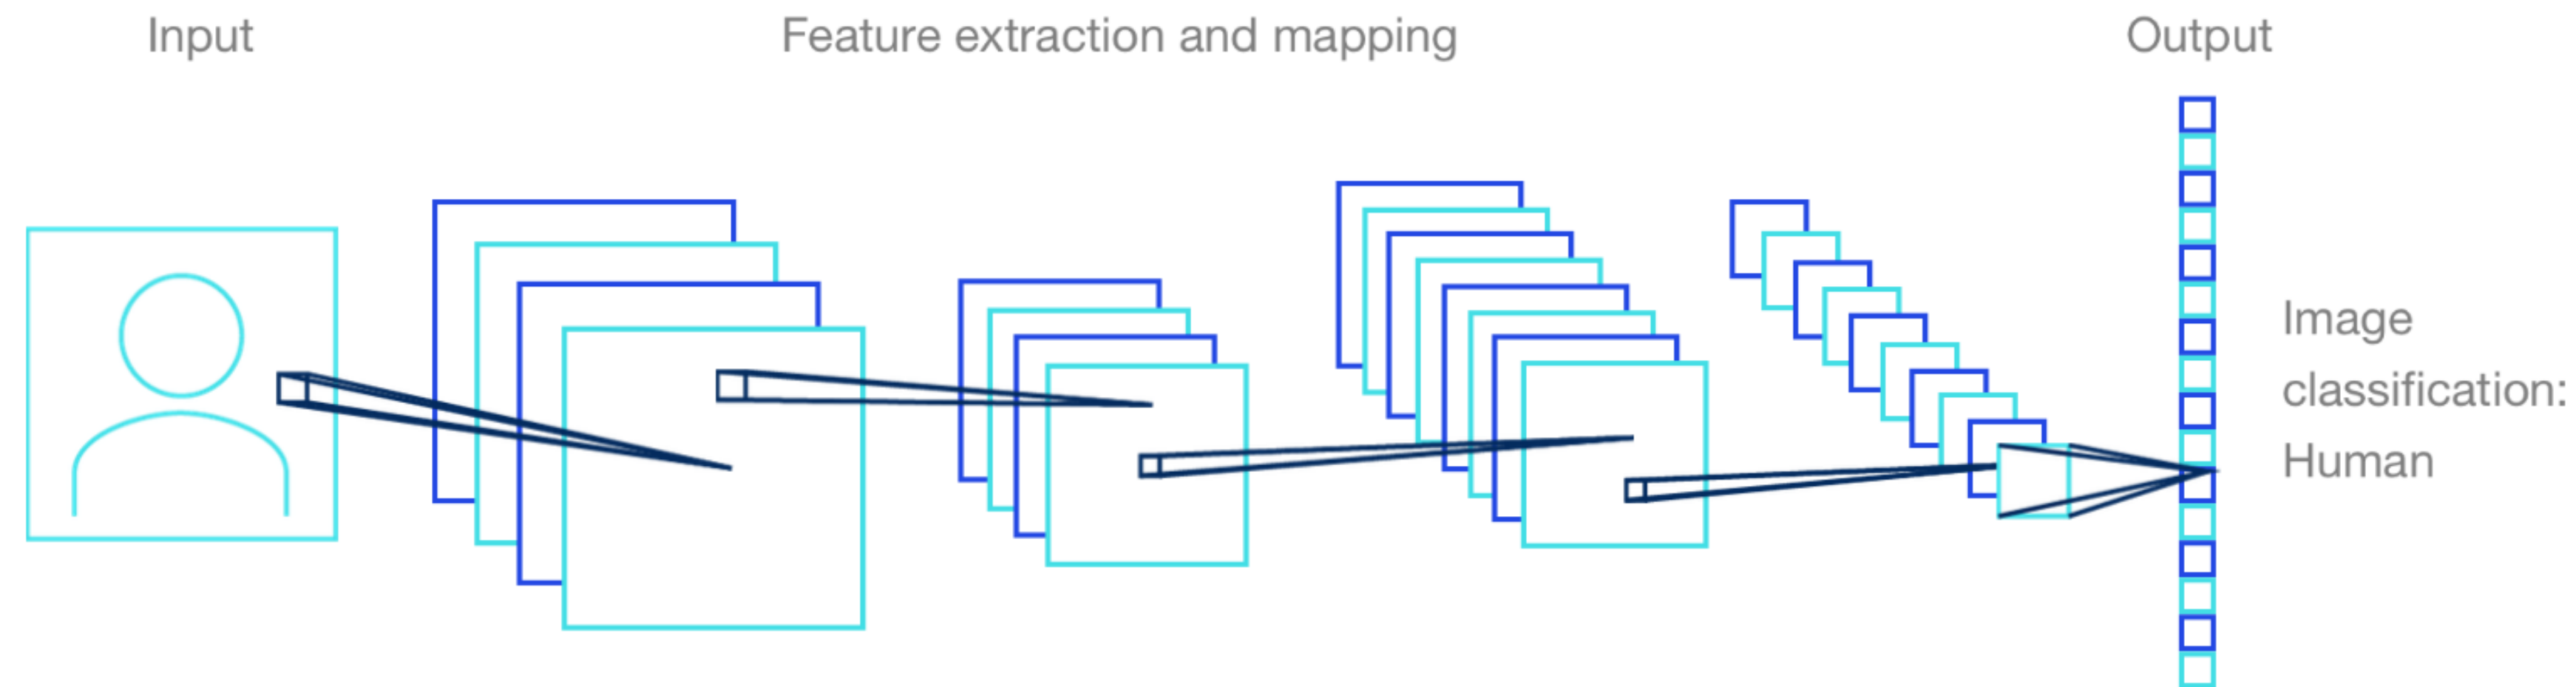 Input
Feature extraction and mapping
Output
Image
classification:
Human